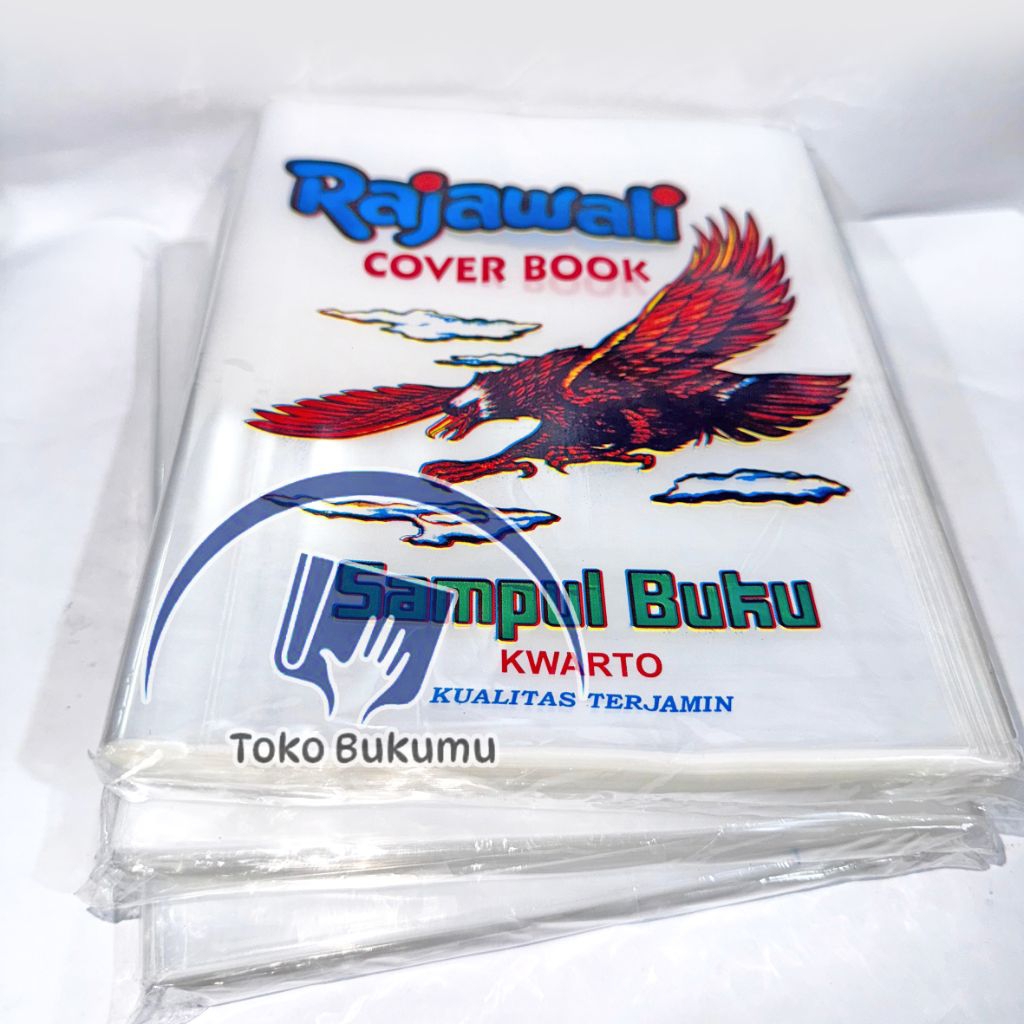 Rajawali
COVER BOOK
Sampul Buku
KWARTO
KUALITAS TERJAMIN
Toko Bukumu